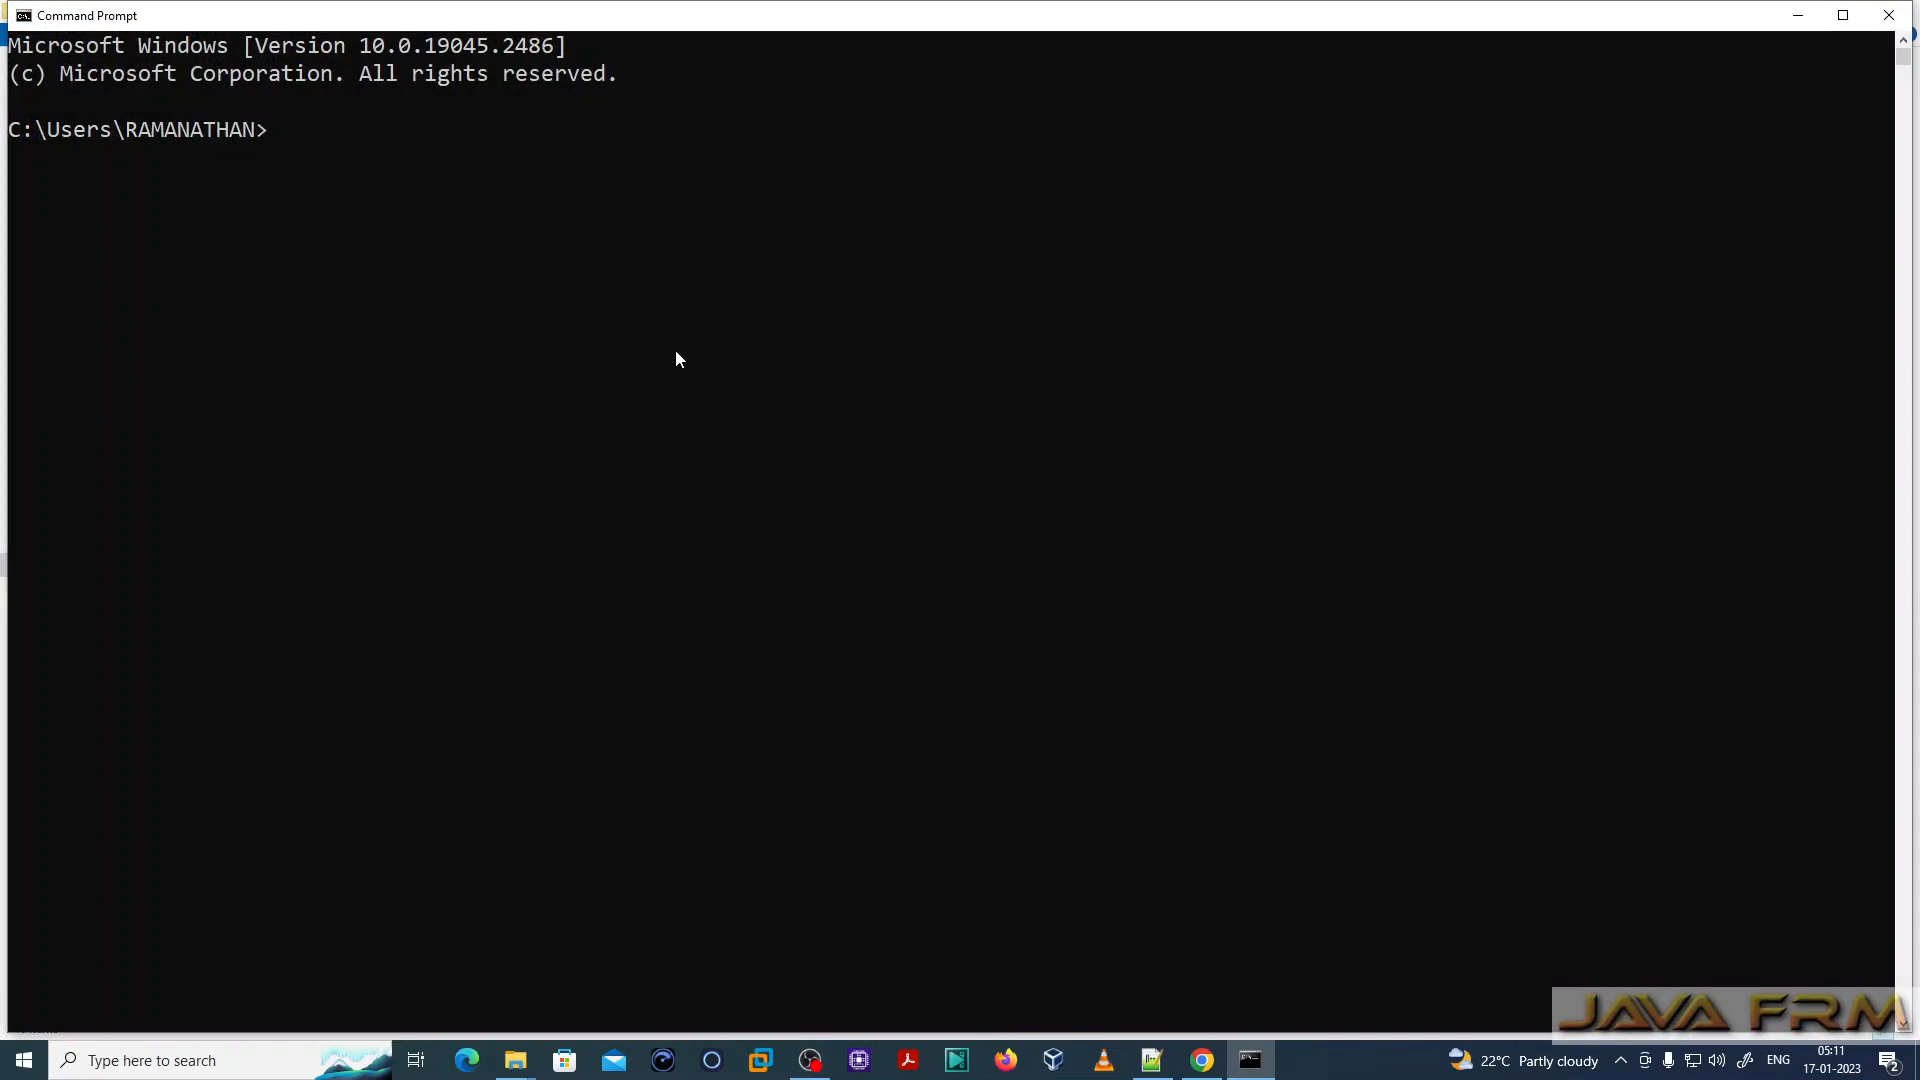 Command Prompt
Microsoft Windows [Version 10.0.19045.2486]
(c) Microsoft Corporation. All rights reserved.
C:\Users\RAMANATHAN>
JAVA FRM
Type here to search
22°C Partly cloudy
ENG
05:11
17-01-2023
2